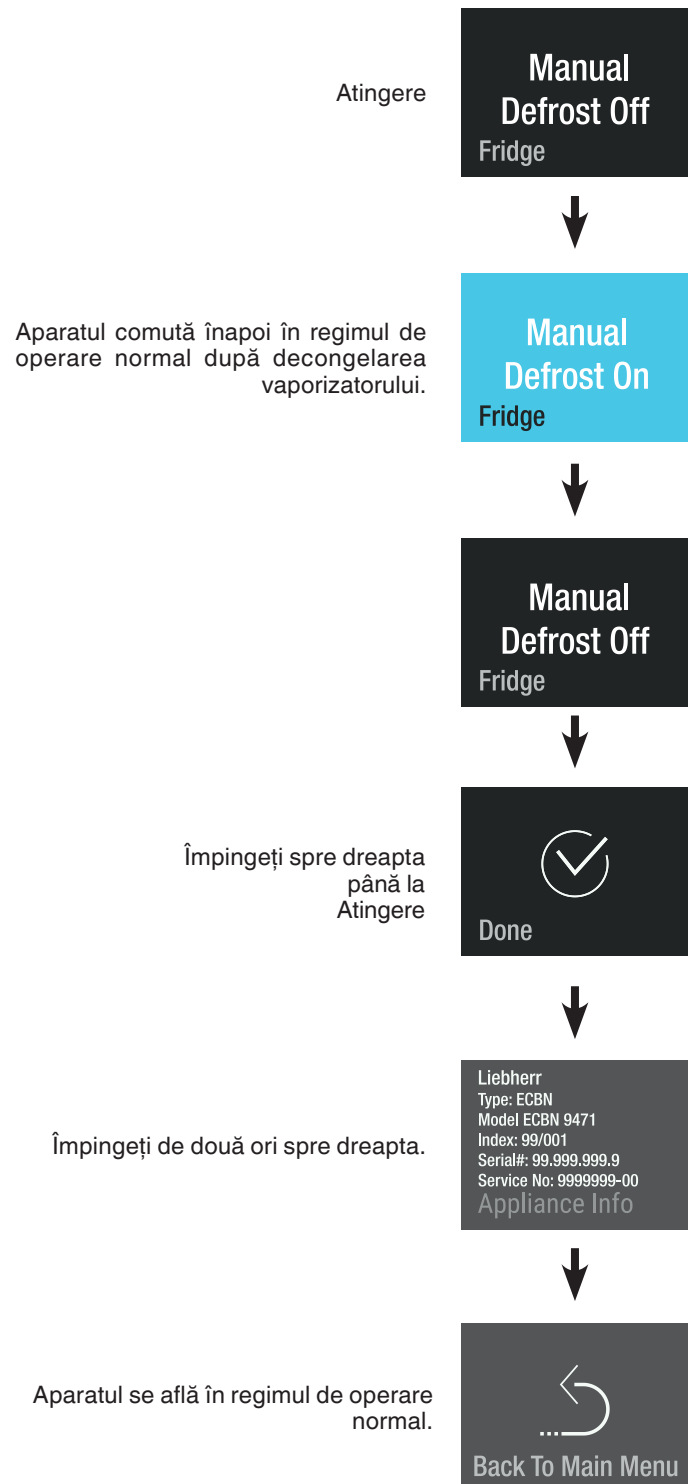 Atingere
Manual
Defrost Off
Fridge
Aparatul comută înapoi în regimul de
operare normal după decongelarea
vaporizatorului.
Manual
Defrost On
Fridge
Manual
Defrost Off
Fridge
Împingeți spre dreapta
până la
Atingere
Done
Împingeți de două ori spre dreapta.
Liebherr
Type: ECBN
Model ECBN 9471
Index: 99/001
Serial#: 99.999.999.9
Service No: 9999999-00
Appliance Info
Aparatul se află în regimul de operare
normal.
Back To Main Menu